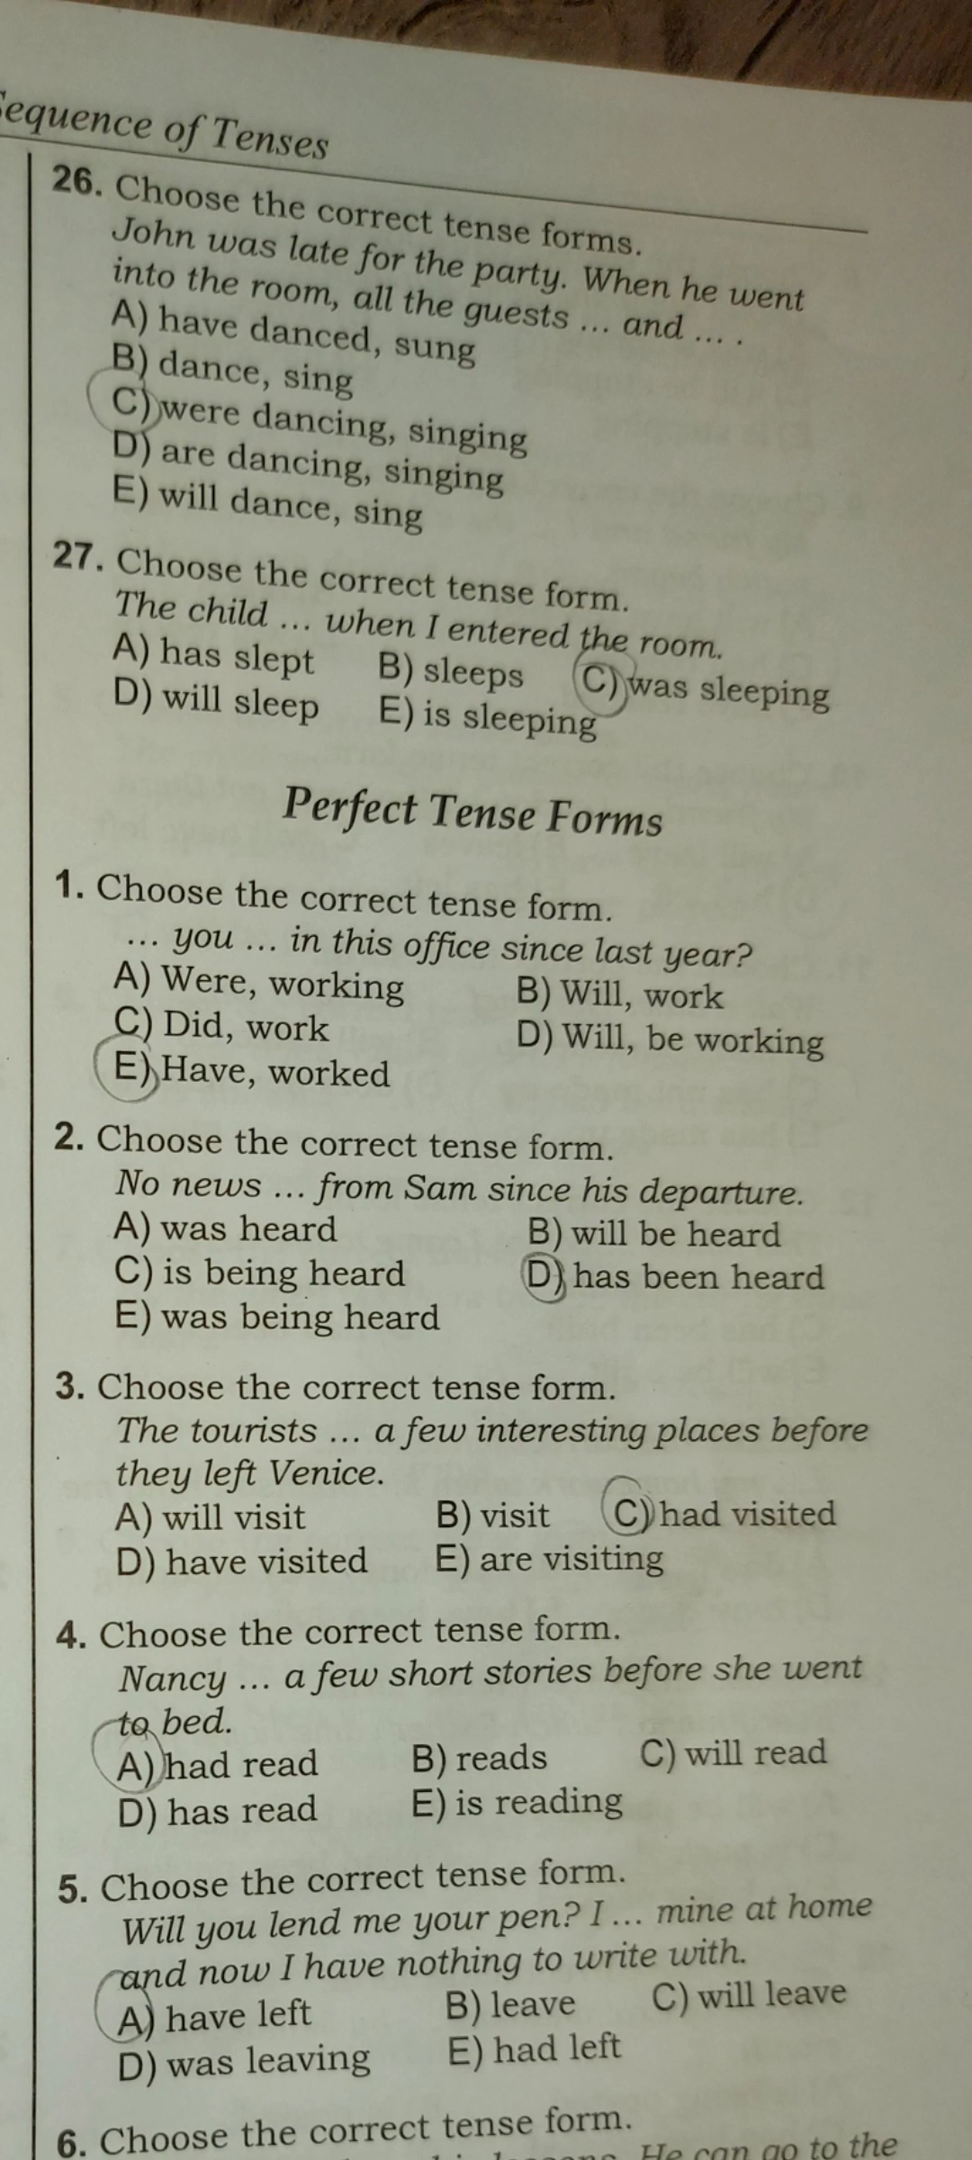 Sequence of Tenses
26. Choose the correct tense forms.
John was late for the party. When he went
into the room, all the guests ... and ... .
A) have danced, sung
B) dance, sing
C) were dancing, singing
D) are dancing, singing
E) will dance, sing
27. Choose the correct tense form.
The child ... when I entered the room.
A) has slept B) sleeps C) was sleeping
D) will sleep E) is sleeping
Perfect Tense Forms
1. Choose the correct tense form.
... you ... in this office since last year?
A) Were, working B) Will, work
C) Did, work D) Will, be working
E) Have, worked
2. Choose the correct tense form.
No news ... from Sam since his departure.
A) was heard B) will be heard
C) is being heard D) has been heard
E) was being heard
3. Choose the correct tense form.
The tourists ... a few interesting places before
they left Venice.
A) will visit B) visit C) had visited
D) have visited E) are visiting
4. Choose the correct tense form.
Nancy ... a few short stories before she went
to bed.
A) had read B) reads C) will read
D) has read E) is reading
5. Choose the correct tense form.
Will you lend me your pen? I ... mine at home
and now I have nothing to write with.
A) have left B) leave C) will leave
D) was leaving E) had left
6. Choose the correct tense form.
He can go to the